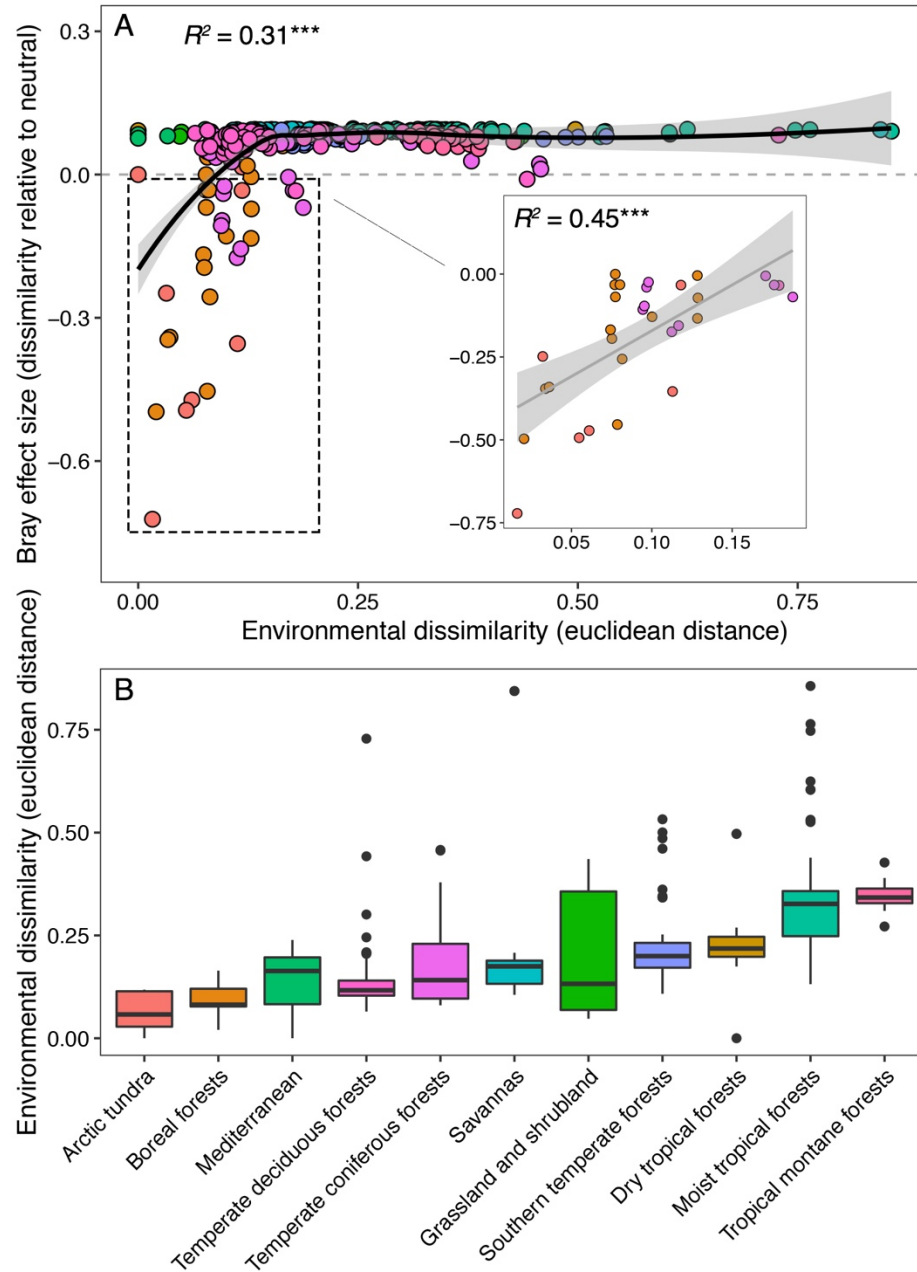 A
R² = 0.31***
Bray effect size (dissimilarity relative to neutral)
0.3
0.0
−0.3
−0.6
R² = 0.45***
0.00
−0.25
−0.50
−0.75
0.05 0.10 0.15
0.00 0.25 0.50 0.75
Environmental dissimilarity (euclidean distance)
B
Environmental dissimilarity (euclidean distance)
0.75
0.50
0.25
0.00
Arctic tundra
Boreal forests
Mediterranean
Temperate deciduous forests
Temperate coniferous forests
Savannas
Grassland and shrubland
Southern temperate forests
Dry tropical forests
Moist tropical forests
Tropical montane forests